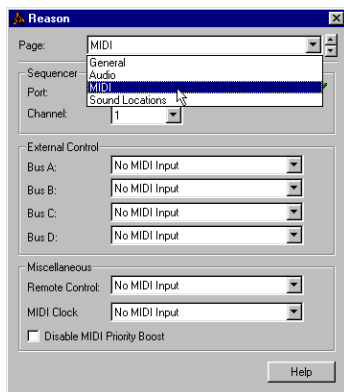 Reason
Page: MIDI
General
Audio
MIDI
Sound Locations
Sequencer
Port:
Channel: 1
External Control
Bus A: No MIDI Input
Bus B: No MIDI Input
Bus C: No MIDI Input
Bus D: No MIDI Input
Miscellaneous
Remote Control: No MIDI Input
MIDI Clock No MIDI Input
Disable MIDI Priority Boost
Help